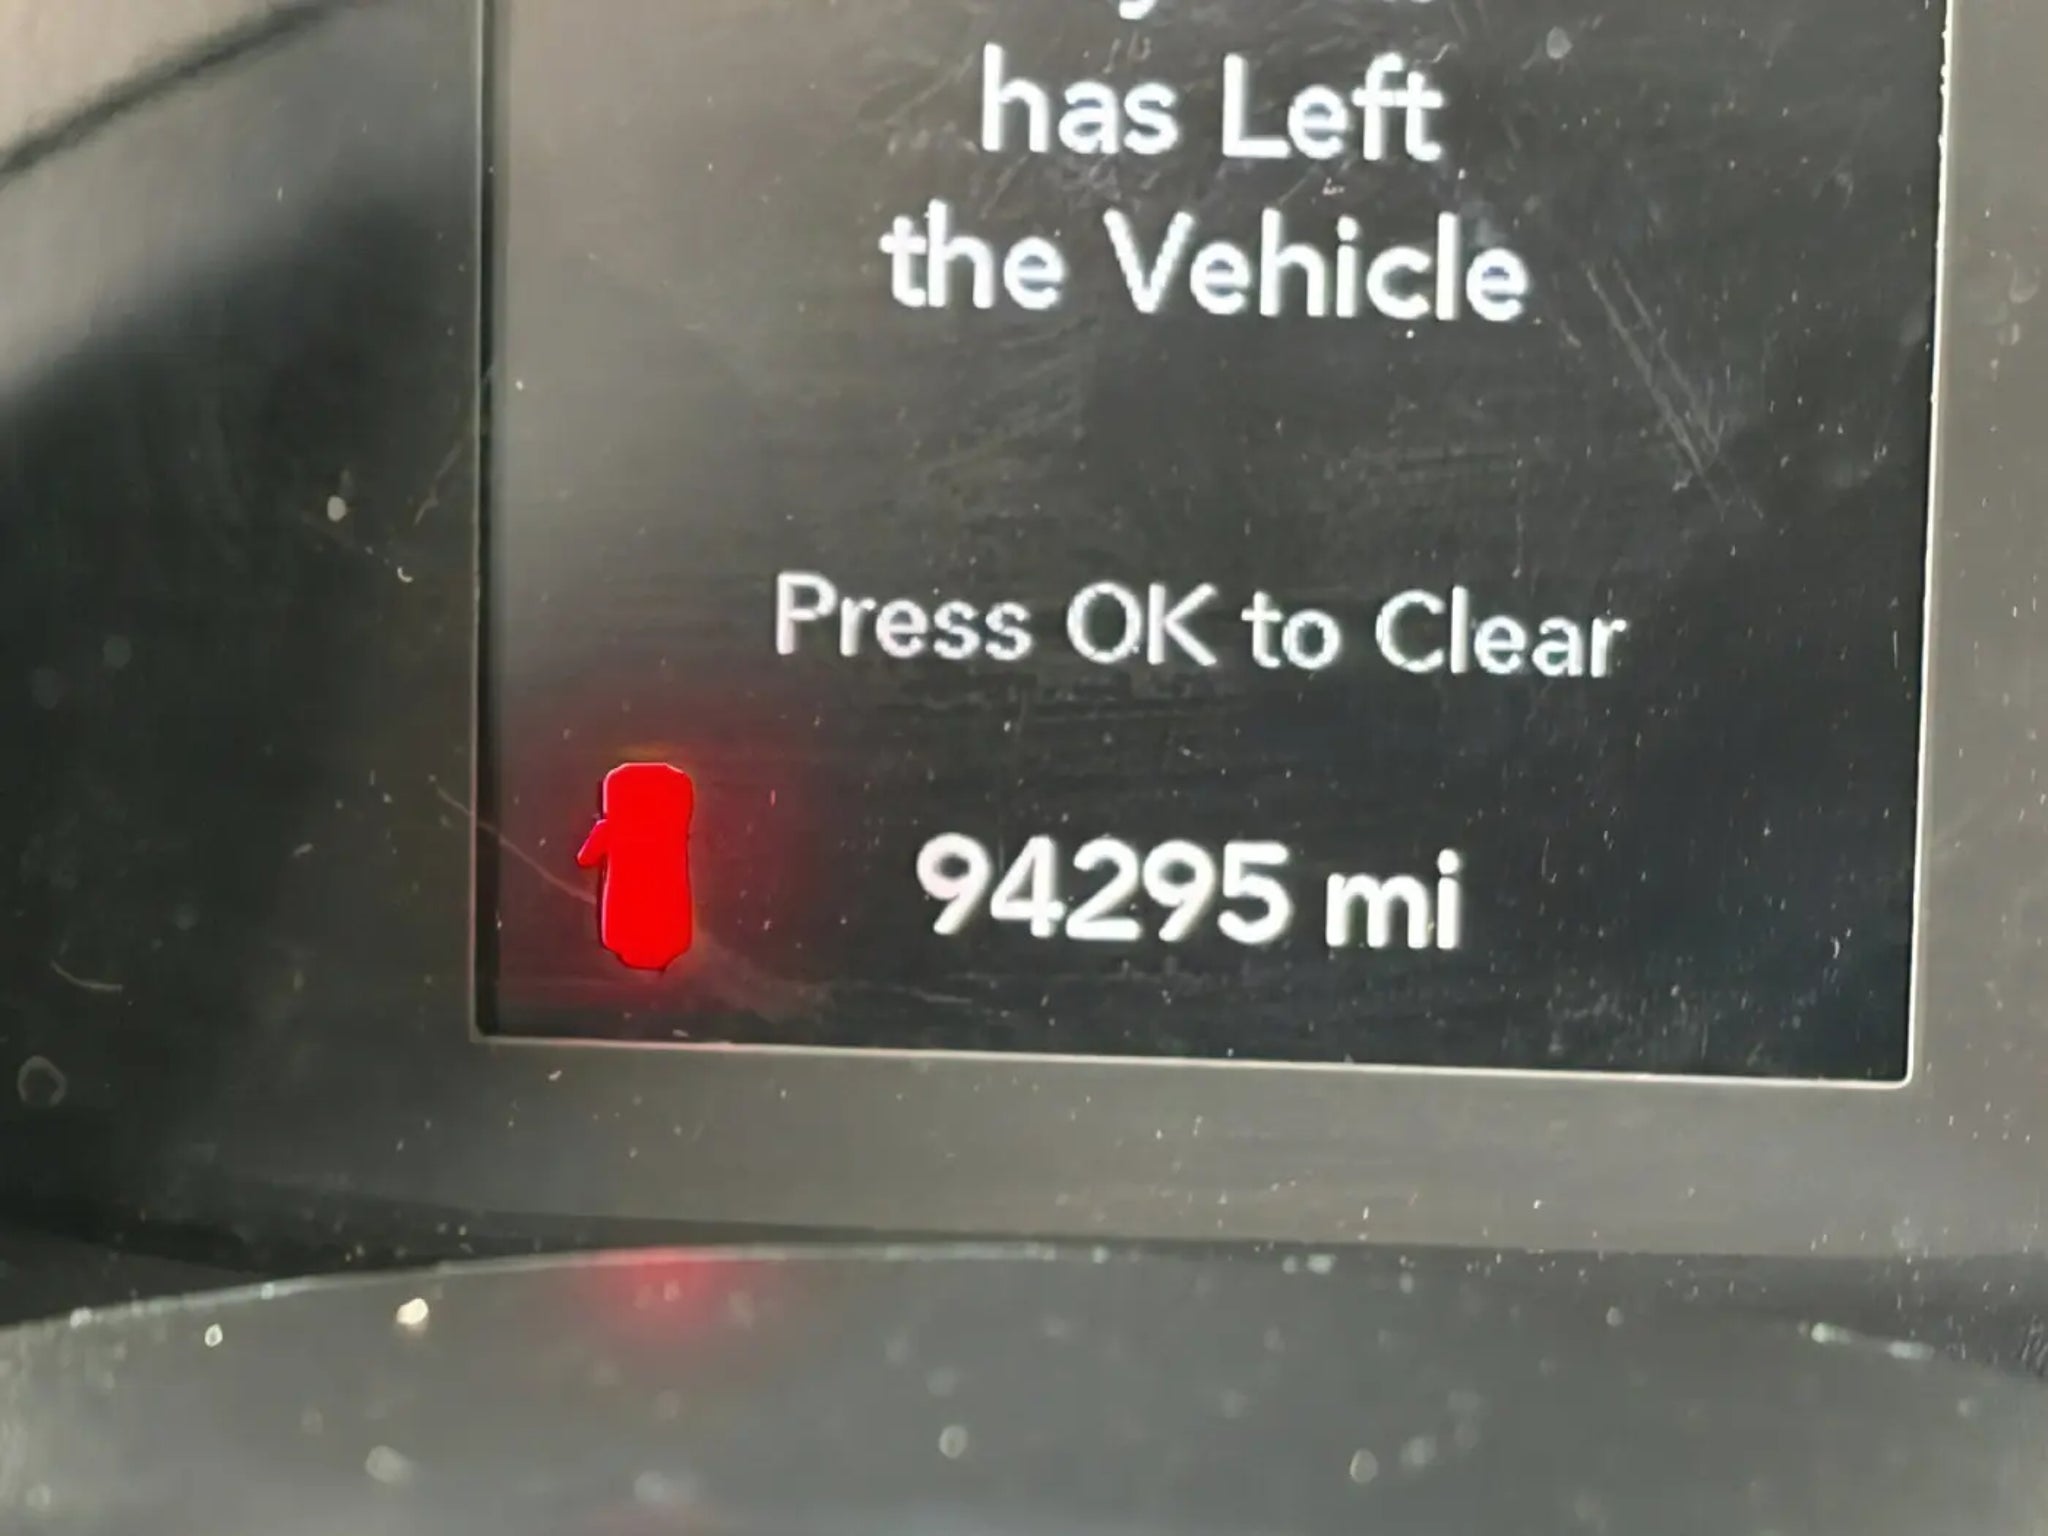 has Left
the Vehicle
Press OK to Clear
94295 mi